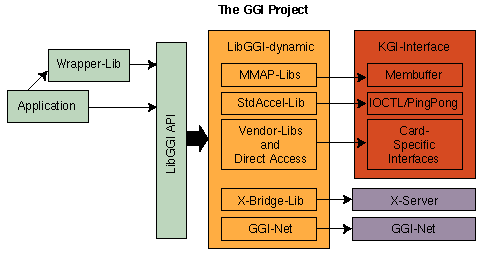 The GGI Project
Wrapper-Lib
Application
LibGGI API
LibGGI-dynamic
MMAP-Libs
StdAccel-Lib
Vendor-Libs
and
Direct Access
X-Bridge-Lib
GGI-Net
KGI-Interface
Membuffer
IOCTL/PingPong
Card-
Specific
Interfaces
X-Server
GGI-Net